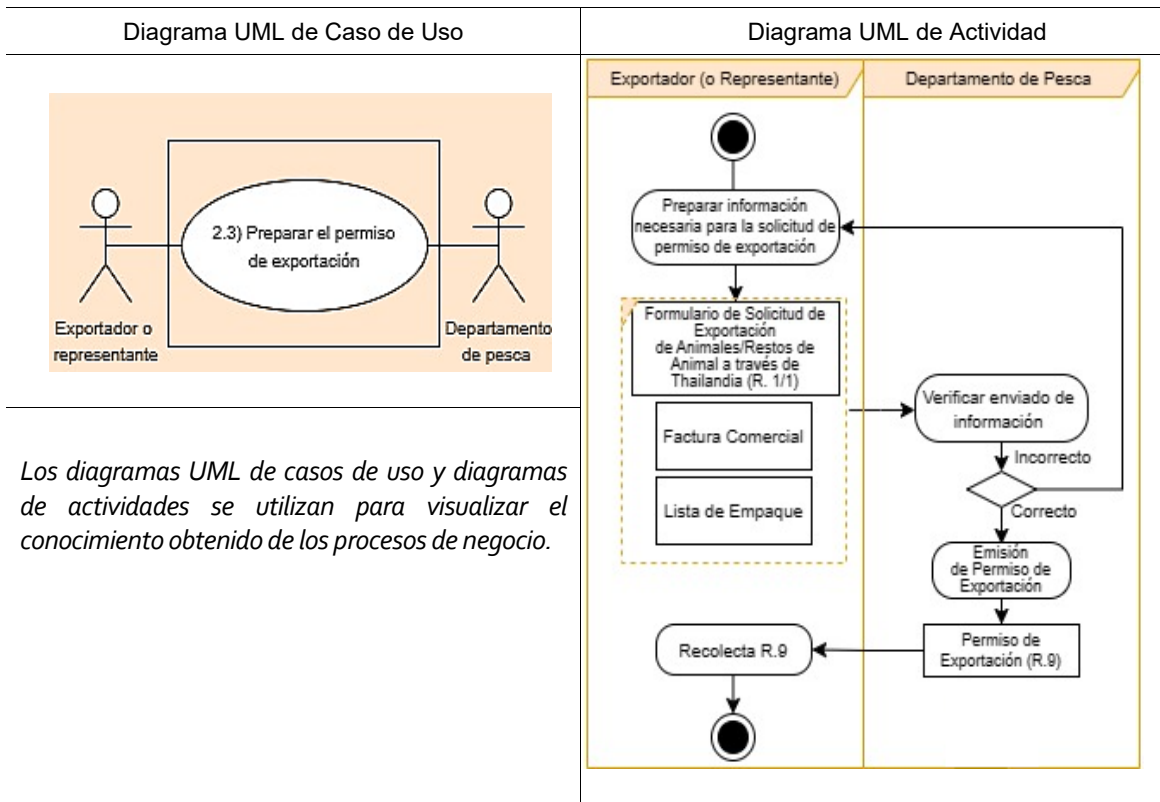 Diagrama UML de Caso de Uso
Diagrama UML de Actividad
2.3) Preparar el permiso
de exportación
Exportador o
representante
Departamento
de pesca
Los diagramas UML de casos de uso y diagramas
de actividades se utilizan para visualizar el
conocimiento obtenido de los procesos de negocio.
Exportador (o Representante)
Departamento de Pesca
Preparar información
necesaria para la solicitud de
permiso de exportación
Formulario de Solicitud de
Exportación
de Animales/Restos de
Animal a través de
Thailandia (R. 1/1)
Factura Comercial
Lista de Empaque
Verificar enviado de
información
Incorrecto
Correcto
Emisión
de Permiso de
Exportación
Permiso de
Exportación (R.9)
Recolecta R.9